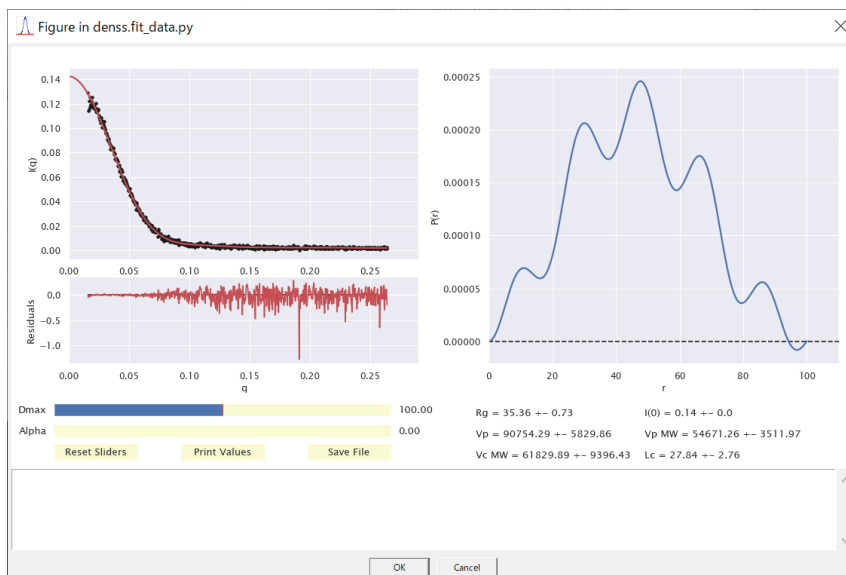 Figure in denss.fit_data.py
0.14
0.12
0.10
0.08
0.06
0.04
0.02
0.00
I(q)
0.00 0.05 0.10 0.15 0.20 0.25
0.0
−0.5
−1.0
Residuals
0.00 0.05 0.10 0.15 0.20 0.25
q
0.00025
0.00020
0.00015
0.00010
0.00005
0.00000
P(r)
0 20 40 60 80 100
r
Dmax 100.00
Alpha 0.00
Reset Sliders Print Values Save File
Rg = 35.36 +- 0.73 I(0) = 0.14 +- 0.0
Vp = 90754.29 +- 5829.86 Vp MW = 54671.26 +- 3511.97
Vc MW = 61829.89 +- 9396.43 Lc = 27.84 +- 2.76
OK Cancel